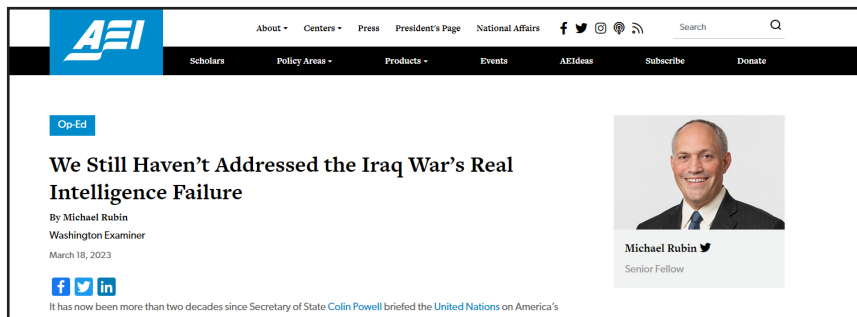 AEI
About Centers Press President's Page National Affairs Search
Scholars Policy Areas Products Events AEIdeas Subscribe Donate
Op-Ed
We Still Haven't Addressed the Iraq War's Real
Intelligence Failure
By Michael Rubin
Washington Examiner
March 18, 2023
It has now been more than two decades since Secretary of State Colin Powell briefed the United Nations on America's
Michael Rubin
Senior Fellow